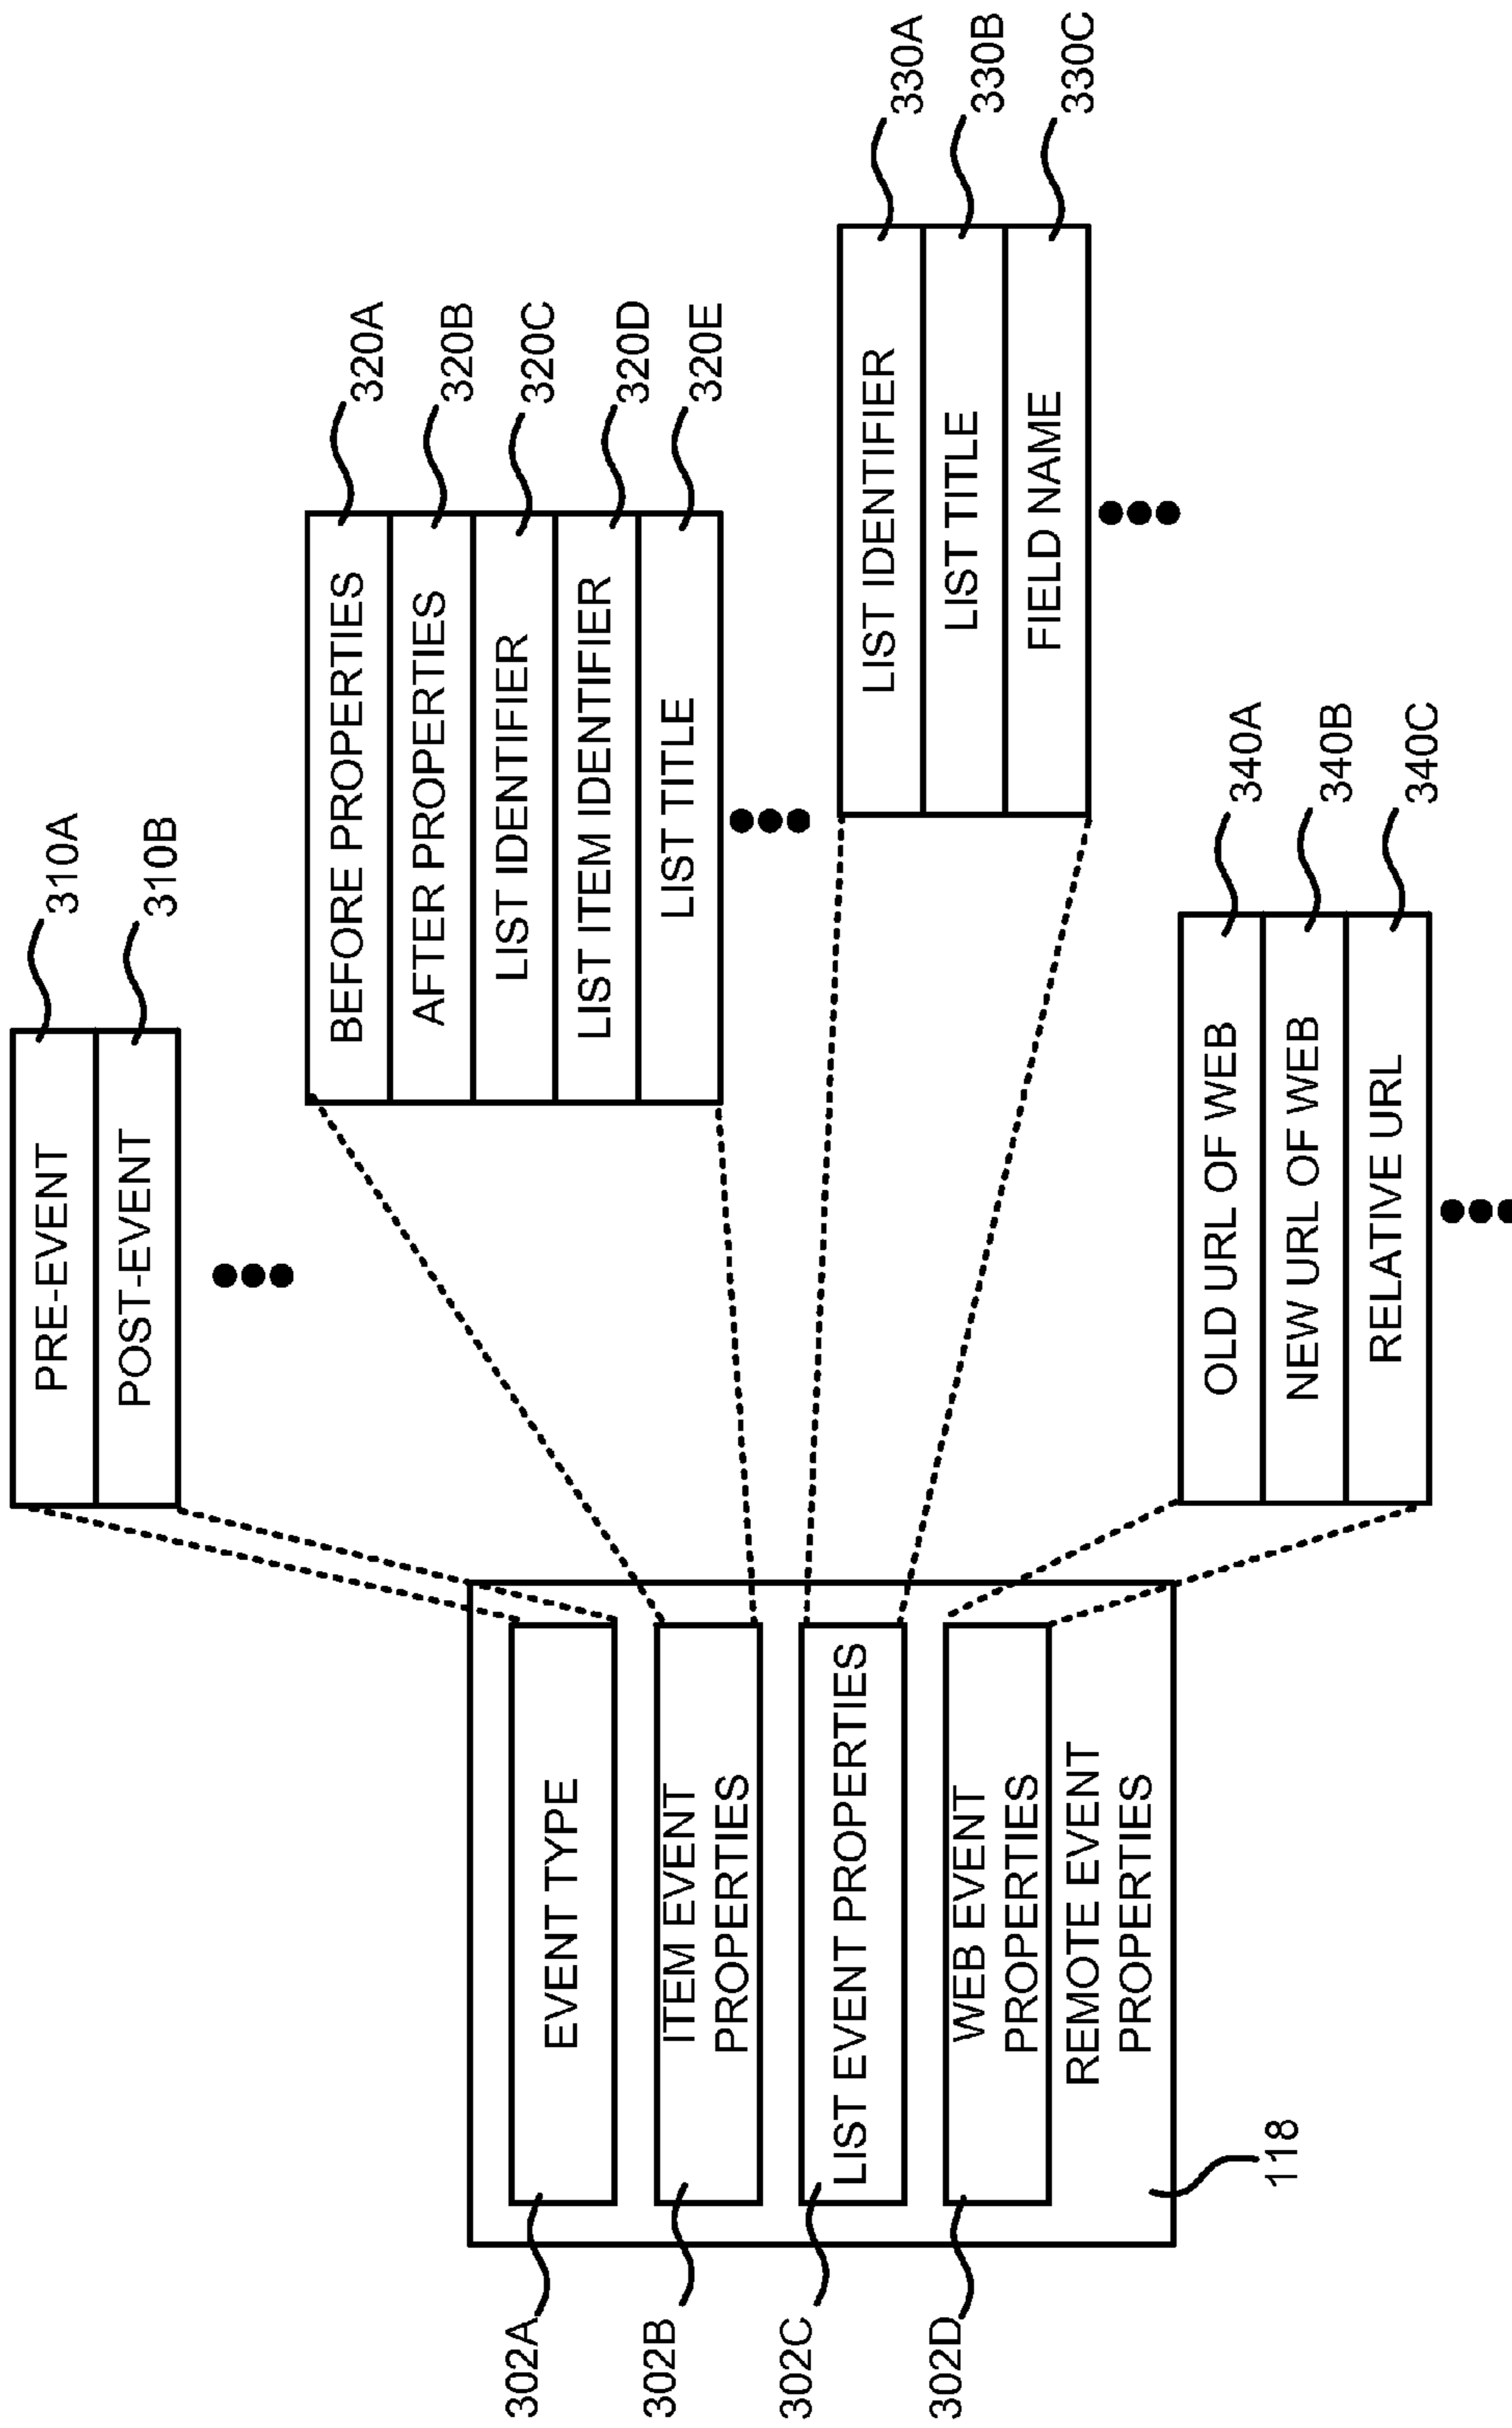 PRE-EVENT
310A
POST-EVENT
310B
BEFORE PROPERTIES
320A
AFTER PROPERTIES
320B
LIST IDENTIFIER
320C
LIST ITEM IDENTIFIER
320D
LIST TITLE
320E
LIST IDENTIFIER
330A
LIST TITLE
330B
FIELD NAME
330C
OLD URL OF WEB
340A
NEW URL OF WEB
340B
RELATIVE URL
340C
302A
EVENT TYPE
302B
ITEM EVENT
PROPERTIES
302C
LIST EVENT PROPERTIES
302D
WEB EVENT
PROPERTIES
REMOTE EVENT
PROPERTIES
118